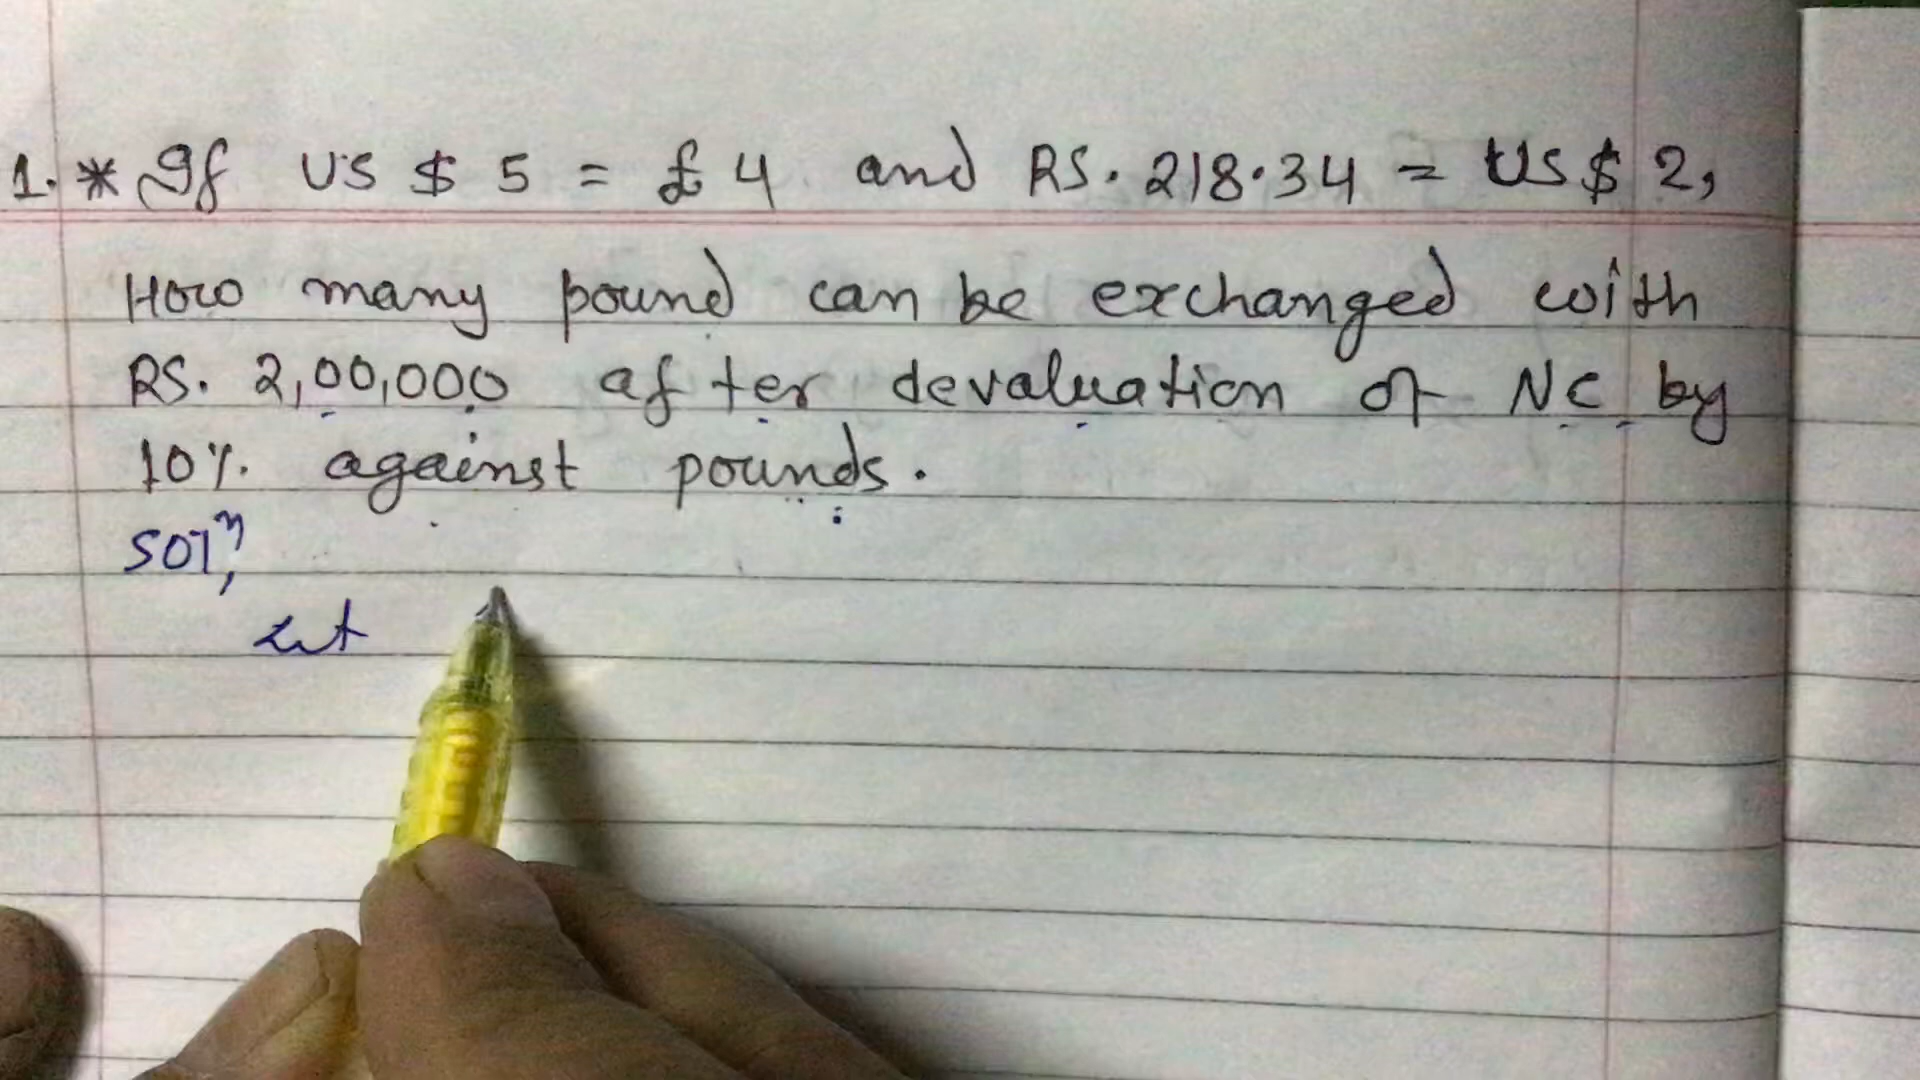 1. * If US $ 5 = £ 4 and RS. 218.34 = US $ 2,
How many pound can be exchanged with
RS. 2,00,000 after devaluation of NC by
10% against pounds.
Solⁿ,
Let